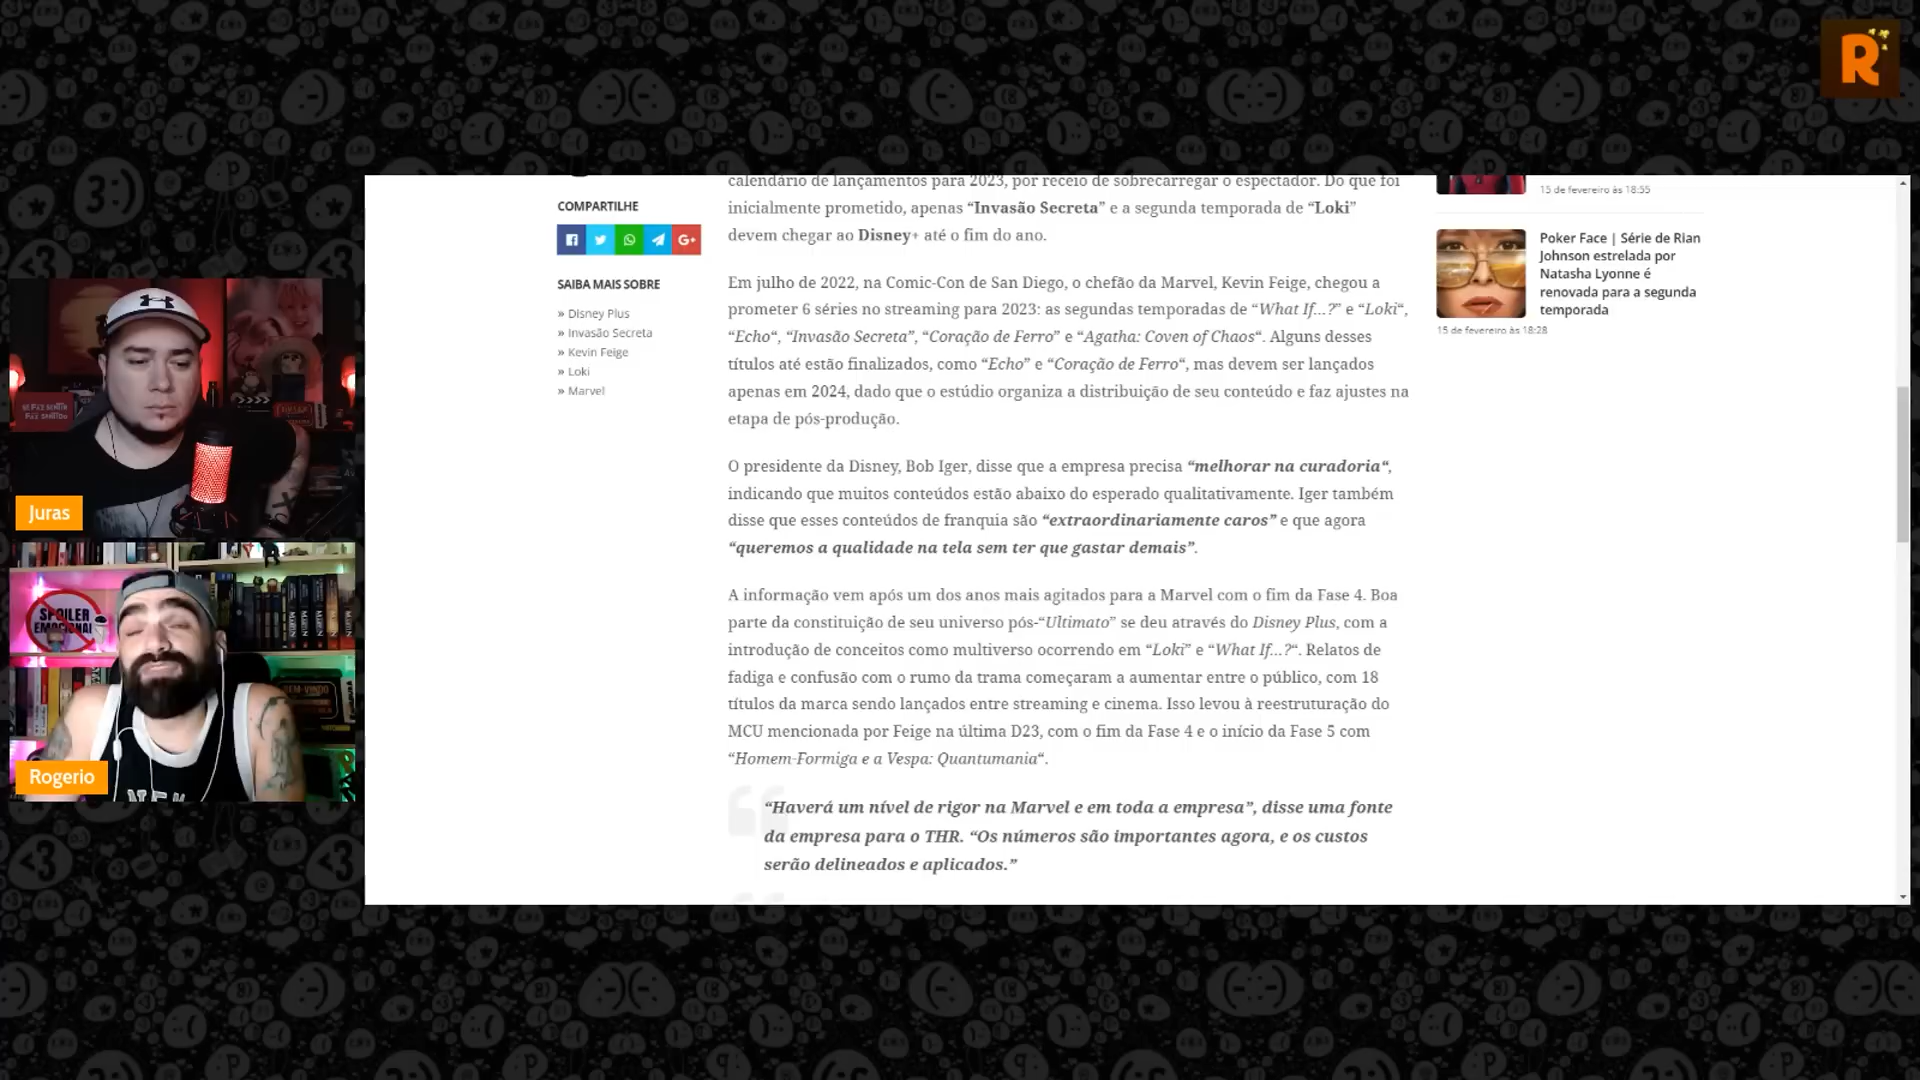 R
COMPARTILHE
SAIBA MAIS SOBRE
» Disney Plus
» Invasão Secreta
» Kevin Feige
» Loki
» Marvel
calendário de lançamentos para 2023, por receio de sobrecarregar o espectador. Do que foi
inicialmente prometido, apenas “Invasão Secreta” e a segunda temporada de “Loki”
devem chegar ao Disney+ até o fim do ano.
Em julho de 2022, na Comic-Con de San Diego, o chefão da Marvel, Kevin Feige, chegou a
prometer 6 séries no streaming para 2023: as segundas temporadas de “What If...?” e “Loki“,
“Echo“, “Invasão Secreta”, “Coração de Ferro” e “Agatha: Coven of Chaos“. Alguns desses
títulos até estão finalizados, como “Echo” e “Coração de Ferro“, mas devem ser lançados
apenas em 2024, dado que o estúdio organiza a distribuição de seu conteúdo e faz ajustes na
etapa de pós-produção.
O presidente da Disney, Bob Iger, disse que a empresa precisa “melhorar na curadoria“,
indicando que muitos conteúdos estão abaixo do esperado qualitativamente. Iger também
disse que esses conteúdos de franquia são “extraordinariamente caros” e que agora
“queremos a qualidade na tela sem ter que gastar demais”.
A informação vem após um dos anos mais agitados para a Marvel com o fim da Fase 4. Boa
parte da constituição de seu universo pós-“Ultimato” se deu através do Disney Plus, com a
introdução de conceitos como multiverso ocorrendo em “Loki” e “What If...?“. Relatos de
fadiga e confusão com o rumo da trama começaram a aumentar entre o público, com 18
títulos da marca sendo lançados entre streaming e cinema. Isso levou à reestruturação do
MCU mencionada por Feige na última D23, com o fim da Fase 4 e o início da Fase 5 com
“Homem-Formiga e a Vespa: Quantumania“.
“Haverá um nível de rigor na Marvel e em toda a empresa”, disse uma fonte
da empresa para o THR. “Os números são importantes agora, e os custos
serão delineados e aplicados.”
15 de fevereiro às 18:55
Poker Face | Série de Rian
Johnson estrelada por
Natasha Lyonne é
renovada para a segunda
temporada
15 de fevereiro às 18:28
Juras
SPOILER
EMOCIONAL
Rogerio